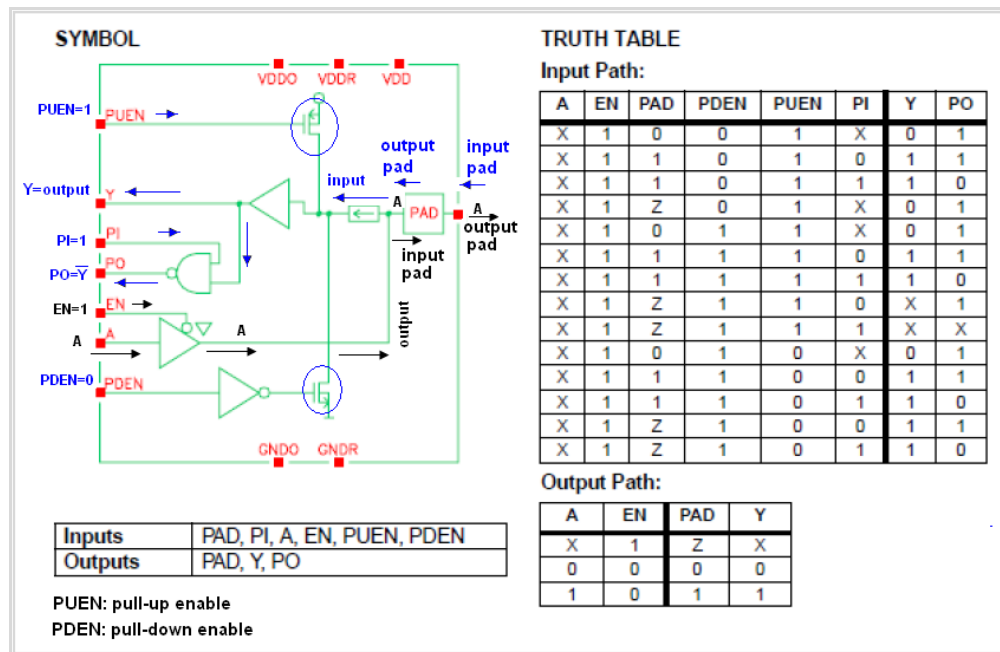 SYMBOL
VDDO VDDR VDD
PUEN=1
PUEN
output pad
input pad
Y=output
Y
input
A
PAD
A
output pad
input pad
PI=1
PI
PO=Y̅
PO
EN=1
EN
A
A
A
output
PDEN=0
PDEN
GNDO GNDR
Inputs PAD, PI, A, EN, PUEN, PDEN
Outputs PAD, Y, PO
PUEN: pull-up enable
PDEN: pull-down enable
TRUTH TABLE
Input Path:
A EN PAD PDEN PUEN PI Y PO
X 1 0 0 1 X 0 1
X 1 1 0 1 0 1 1
X 1 1 0 1 1 1 0
X 1 Z 0 1 X 0 1
X 1 0 1 1 X 0 1
X 1 1 1 1 0 1 1
X 1 1 1 1 1 1 0
X 1 Z 1 1 0 X 1
X 1 Z 1 1 1 X X
X 1 0 1 0 X 0 1
X 1 1 1 0 0 1 1
X 1 1 1 0 1 1 0
X 1 Z 1 0 0 1 1
X 1 Z 1 0 1 1 0
Output Path:
A EN PAD Y
X 1 Z X
0 0 0 0
1 0 1 1